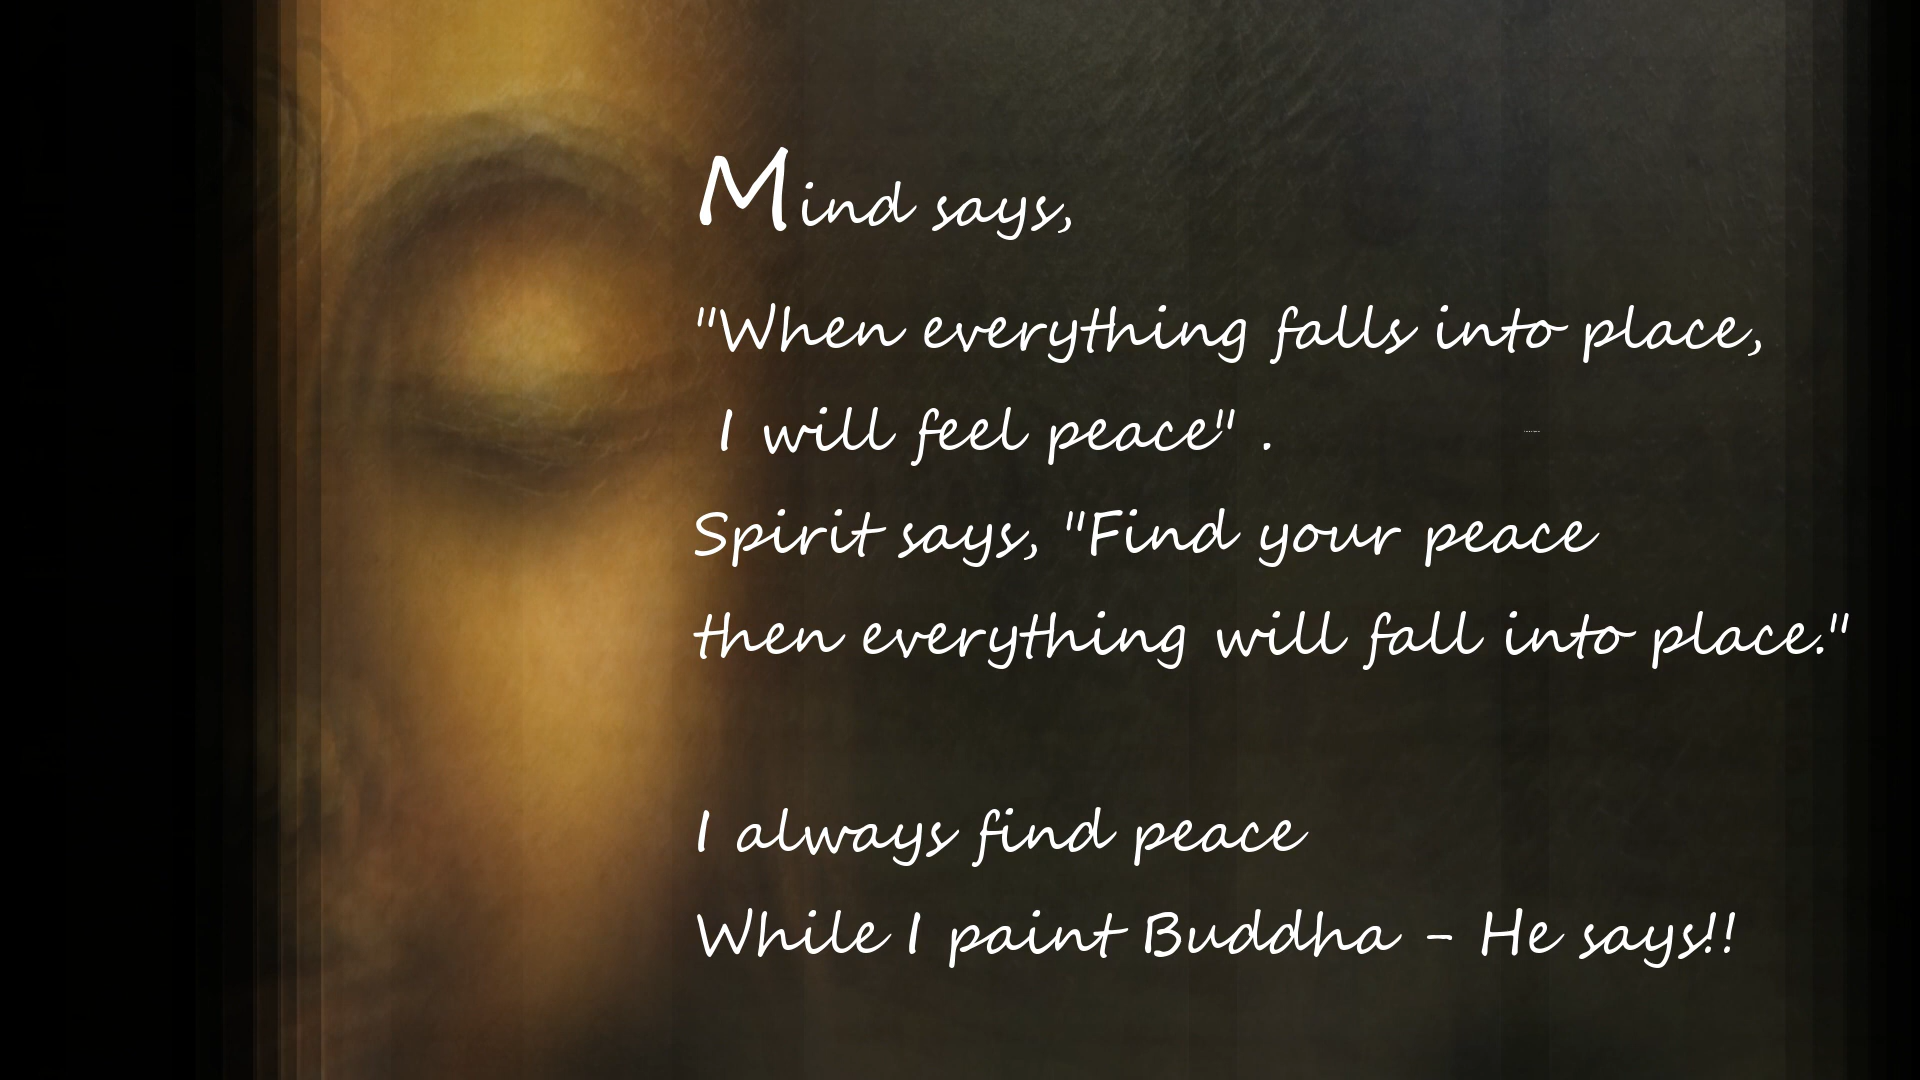 Mind says,
"When everything falls into place,
I will feel peace" .
Spirit says, "Find your peace
then everything will fall into place."
I always find peace
While I paint Buddha - He says!!